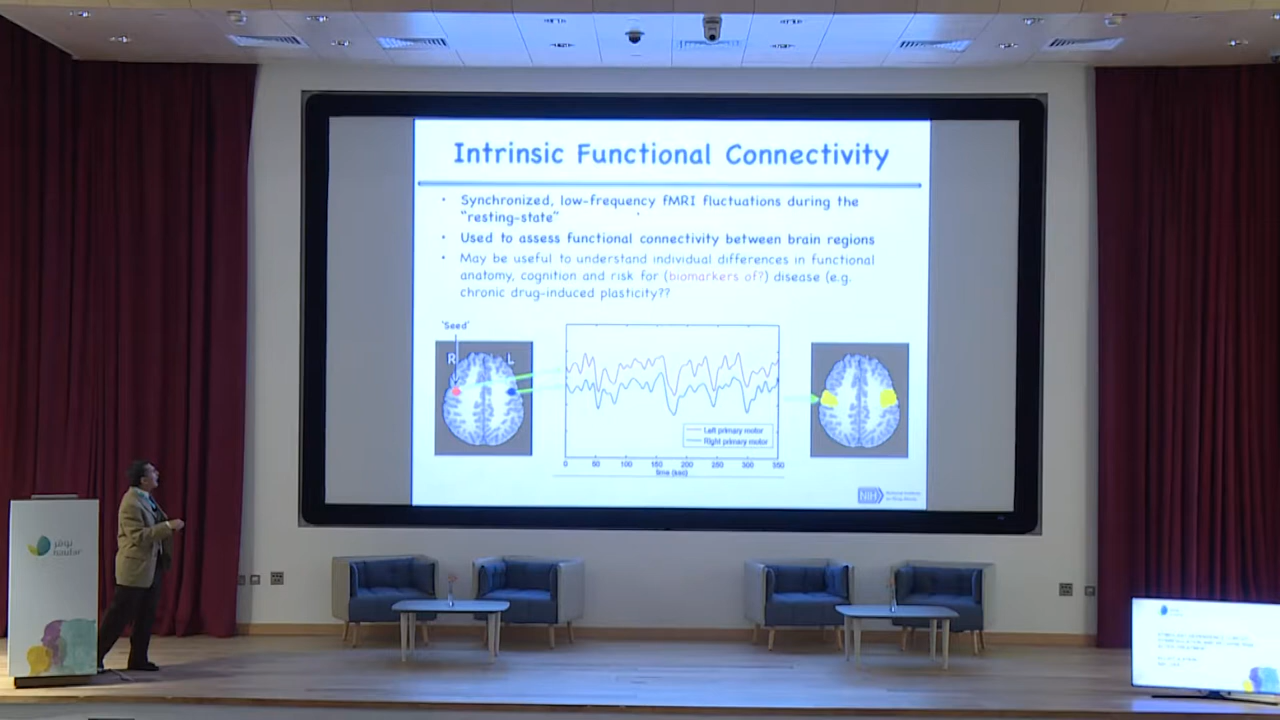 Intrinsic Functional Connectivity
• Synchronized, low-frequency fMRI fluctuations during the
"resting-state"
• Used to assess functional connectivity between brain regions
• May be useful to understand individual differences in functional
anatomy, cognition and risk for (biomarkers of?) disease (e.g.
chronic drug-induced plasticity??
'Seed'
R L
Left primary motor
Right primary motor
0 50 100 150 200 250 300 350
time (sec)
NIH
نوفر
naufar